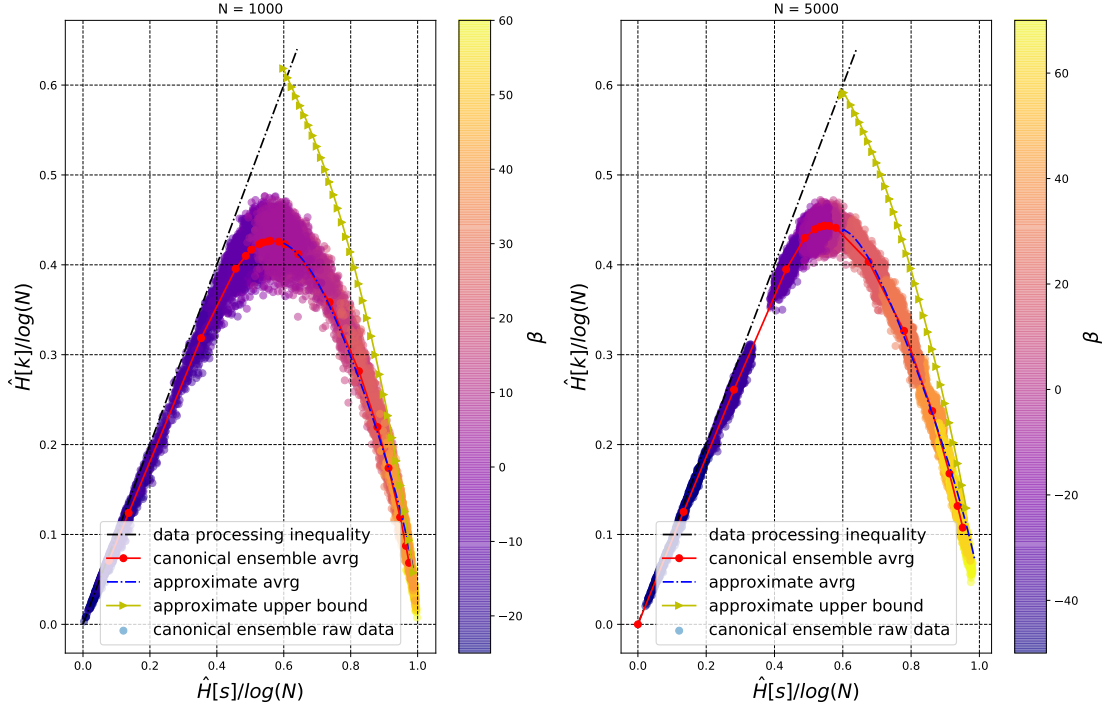 N = 1000
0.6
0.5
0.4
0.3
0.2
0.1
0.0
Ĥ[k]/log(N)
0.0 0.2 0.4 0.6 0.8 1.0
Ĥ[s]/log(N)
data processing inequality
canonical ensemble avrg
approximate avrg
approximate upper bound
canonical ensemble raw data
60
50
40
30
20
10
0
−10
−20
β
N = 5000
0.6
0.5
0.4
0.3
0.2
0.1
0.0
Ĥ[k]/log(N)
0.0 0.2 0.4 0.6 0.8 1.0
Ĥ[s]/log(N)
data processing inequality
canonical ensemble avrg
approximate avrg
approximate upper bound
canonical ensemble raw data
60
40
20
0
−20
−40
β